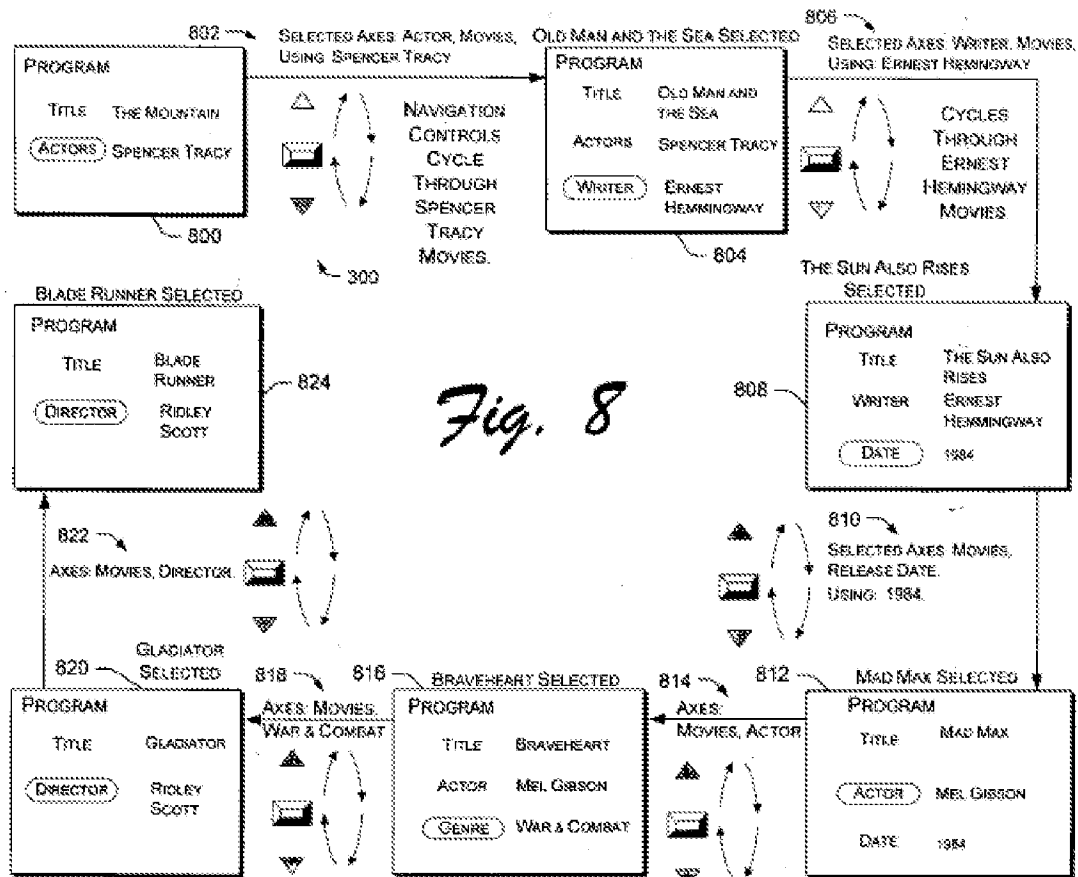 802
SELECTED AXES: ACTOR, MOVIES,
USING: SPENCER TRACY
PROGRAM
TITLE THE MOUNTAIN
ACTORS SPENCER TRACY
800
NAVIGATION
CONTROLS
CYCLE
THROUGH
SPENCER
TRACY
MOVIES.
300
OLD MAN AND THE SEA SELECTED
PROGRAM
TITLE OLD MAN AND
THE SEA
ACTORS SPENCER TRACY
WRITER ERNEST
HEMMINGWAY
804
806
SELECTED AXES: WRITER, MOVIES,
USING: ERNEST HEMINGWAY
CYCLES
THROUGH
ERNEST
HEMINGWAY
MOVIES
THE SUN ALSO RISES
SELECTED
PROGRAM
TITLE THE SUN ALSO
RISES
WRITER ERNEST
HEMMINGWAY
DATE 1984
808
BLADE RUNNER SELECTED
PROGRAM
TITLE BLADE
RUNNER
DIRECTOR RIDLEY
SCOTT
824
Fig. 8
822
AXES: MOVIES, DIRECTOR.
810
SELECTED AXES: MOVIES,
RELEASE DATE.
USING: 1984.
820
GLADIATOR
SELECTED
PROGRAM
TITLE GLADIATOR
DIRECTOR RIDLEY
SCOTT
818
AXES: MOVIES,
WAR & COMBAT
816
BRAVEHEART SELECTED
PROGRAM
TITLE BRAVEHEART
ACTOR MEL GIBSON
GENRE WAR & COMBAT
814
AXES:
MOVIES, ACTOR
812
MAD MAX SELECTED
PROGRAM
TITLE MAD MAX
ACTOR MEL GIBSON
DATE 1984